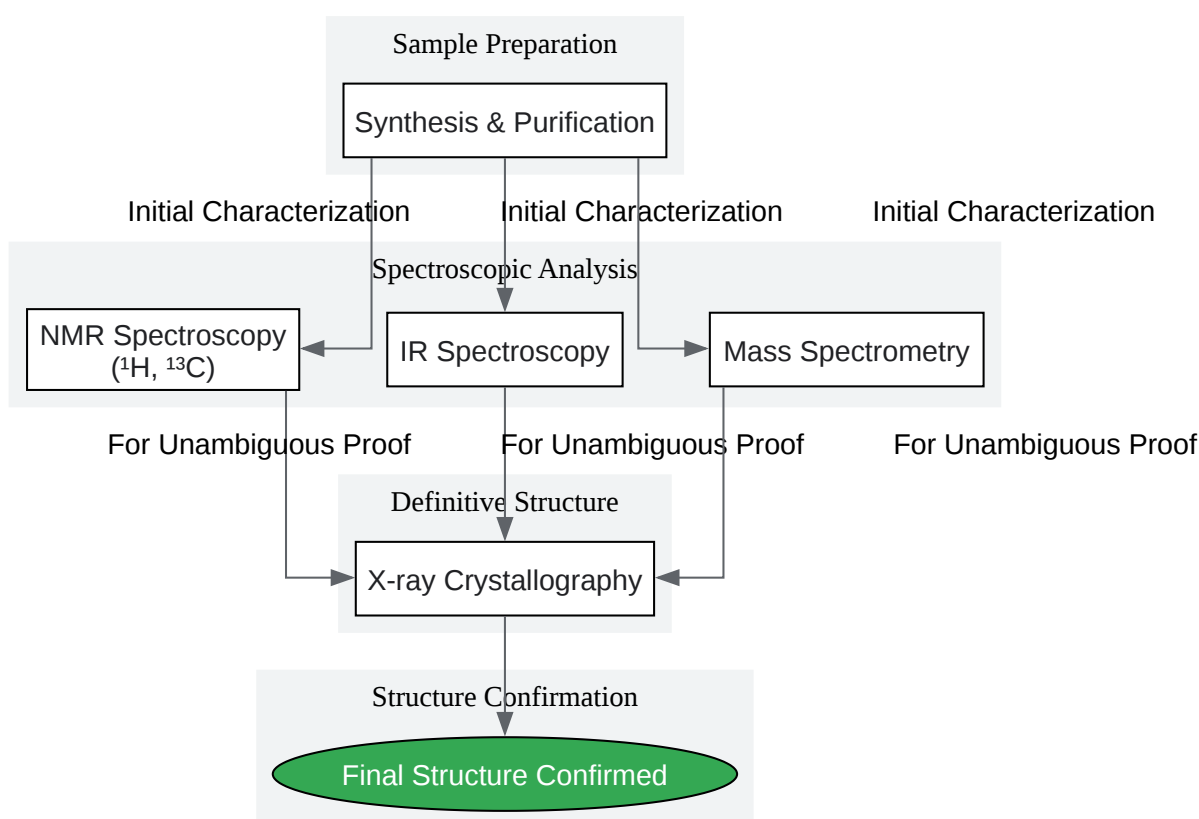 Sample Preparation
Synthesis & Purification
Initial Characterization
Initial Characterization
Initial Characterization
Spectroscopic Analysis
NMR Spectroscopy
(¹H, ¹³C)
IR Spectroscopy
Mass Spectrometry
For Unambiguous Proof
For Unambiguous Proof
For Unambiguous Proof
Definitive Structure
X-ray Crystallography
Structure Confirmation
Final Structure Confirmed